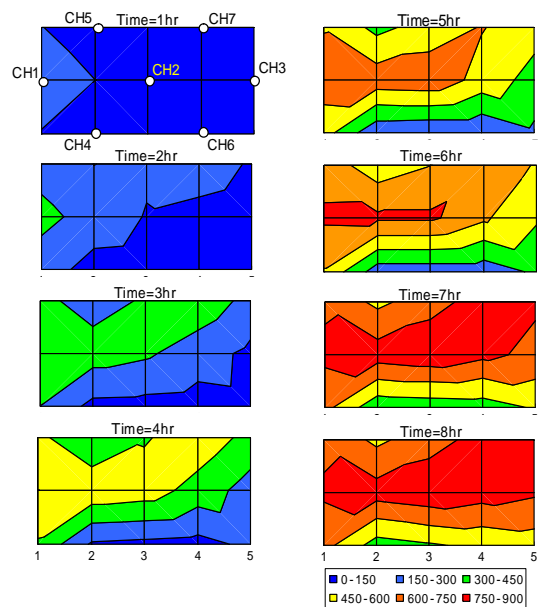 CH5 Time=1hr CH7
CH1 CH2 CH3
CH4 CH6
Time=2hr
Time=3hr
Time=4hr
1 2 3 4 5
Time=5hr
Time=6hr
Time=7hr
Time=8hr
1 2 3 4 5
0-150 150-300 300-450
450-600 600-750 750-900